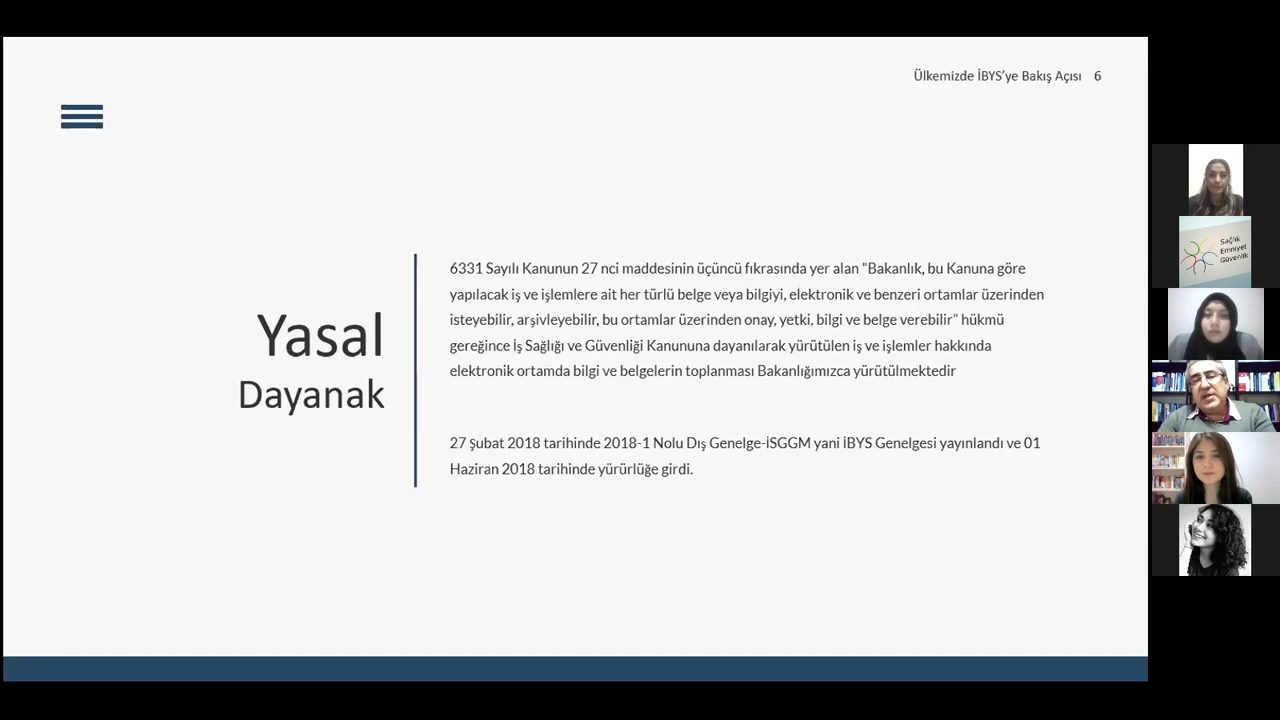 Ülkemizde İBYS'ye Bakış Açısı 6
Yasal
Dayanak
6331 Sayılı Kanunun 27 nci maddesinin üçüncü fıkrasında yer alan "Bakanlık, bu Kanuna göre
yapılacak iş ve işlemlere ait her türlü belge veya bilgiyi, elektronik ve benzeri ortamlar üzerinden
isteyebilir, arşivleyebilir, bu ortamlar üzerinden onay, yetki, bilgi ve belge verebilir" hükmü
gereğince İş Sağlığı ve Güvenliği Kanununa dayanılarak yürütülen iş ve işlemler hakkında
elektronik ortamda bilgi ve belgelerin toplanması Bakanlığımızca yürütülmektedir
27 Şubat 2018 tarihinde 2018-1 Nolu Dış Genelge-İSGGM yani İBYS Genelgesi yayınlandı ve 01
Haziran 2018 tarihinde yürürlüğe girdi.
Sağlık
Emniyet
Güvenlik